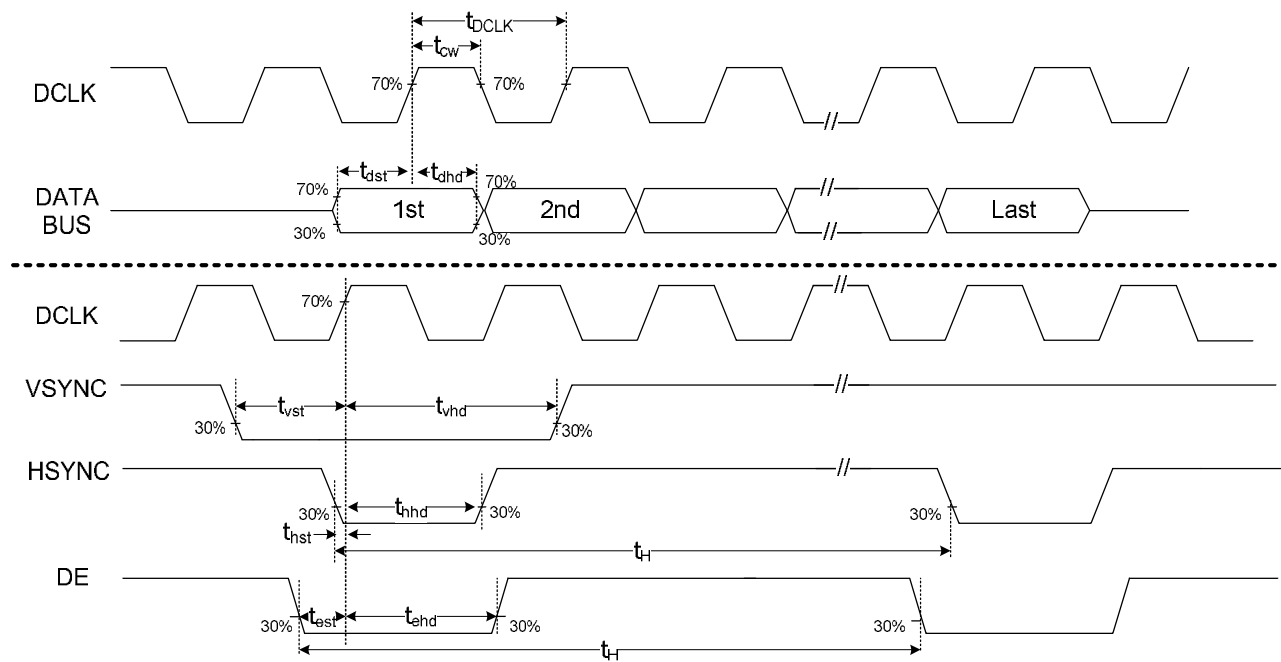 tDCLK
tcw
DCLK
70%
70%
//
tdst
tdhd
DATA BUS
70%
70%
1st
2nd
//
Last
30%
30%
//
DCLK
70%
//
VSYNC
//
tvst
tvhd
30%
30%
HSYNC
//
thhd
30%
30%
30%
thst
tH
DE
test
tehd
30%
30%
30%
tH